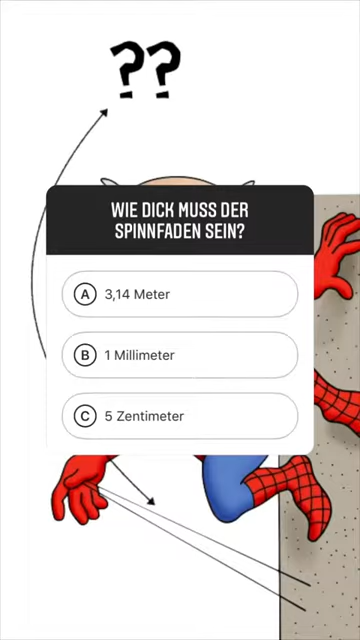 ??
WIE DICK MUSS DER
SPINNFADEN SEIN?
A 3,14 Meter
B 1 Millimeter
C 5 Zentimeter